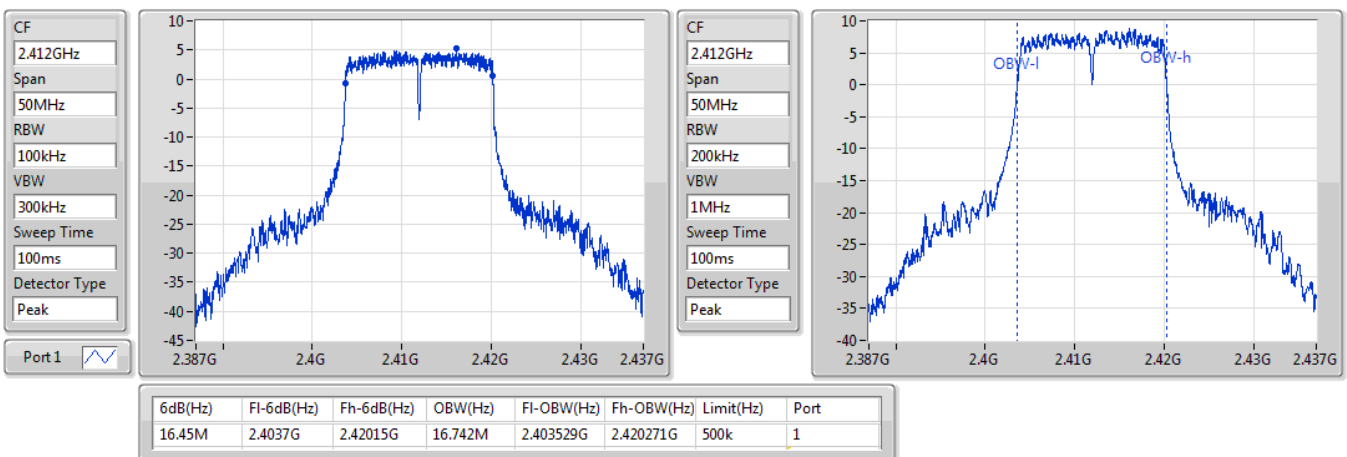 CF
2.412GHz
Span
50MHz
RBW
100kHz
VBW
300kHz
Sweep Time
100ms
Detector Type
Peak
Port 1
10
5
0
-5
-10
-15
-20
-25
-30
-35
-40
-45
2.387G 2.4G 2.41G 2.42G 2.43G 2.437G
CF
2.412GHz
Span
50MHz
RBW
200kHz
VBW
1MHz
Sweep Time
100ms
Detector Type
Peak
10
5
0
-5
-10
-15
-20
-25
-30
-35
-40
OBW-l OBW-h
2.387G 2.4G 2.41G 2.42G 2.43G 2.437G
6dB(Hz) Fl-6dB(Hz) Fh-6dB(Hz) OBW(Hz) Fl-OBW(Hz) Fh-OBW(Hz) Limit(Hz) Port
16.45M 2.4037G 2.42015G 16.742M 2.403529G 2.420271G 500k 1